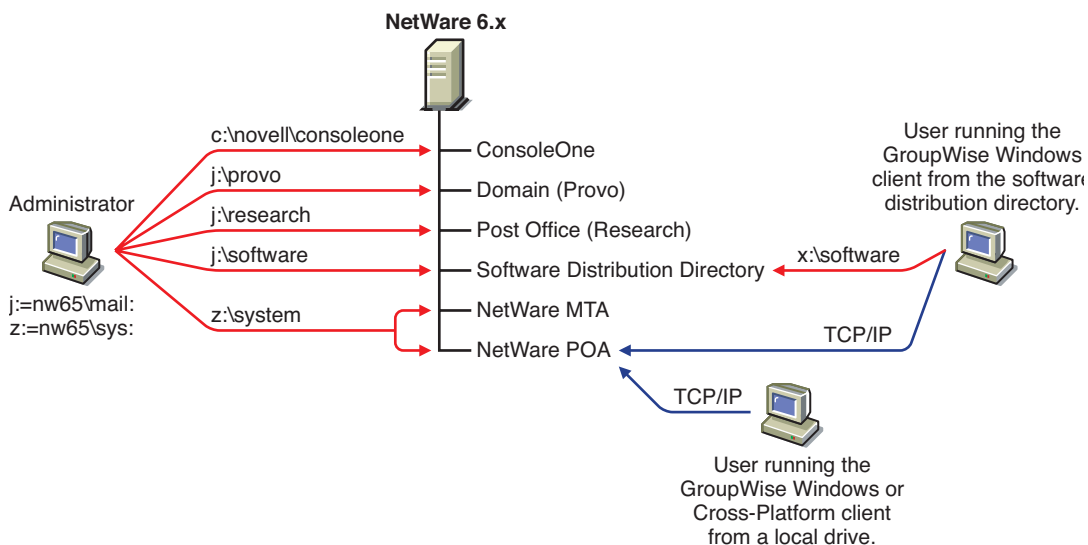 NetWare 6.x
c:\novell\consoleone
ConsoleOne
j:\provo
Domain (Provo)
Administrator
j:\research
Post Office (Research)
j:\software
Software Distribution Directory
j:=nw65\mail:
z:=nw65\sys:
z:\system
NetWare MTA
NetWare POA
User running the
GroupWise Windows
client from the software
distribution directory.
x:\software
TCP/IP
TCP/IP
User running the
GroupWise Windows or
Cross-Platform client
from a local drive.